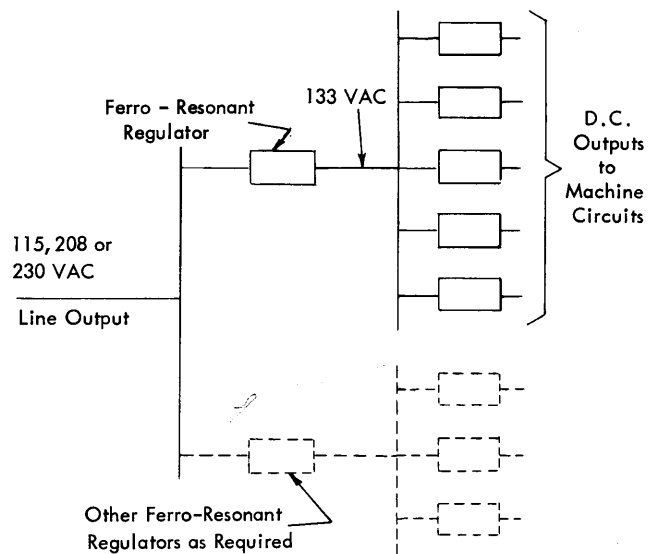 133 VAC
Ferro - Resonant
Regulator
D.C.
Outputs
to
Machine
Circuits
115, 208 or
230 VAC
Line Output
Other Ferro-Resonant
Regulators as Required